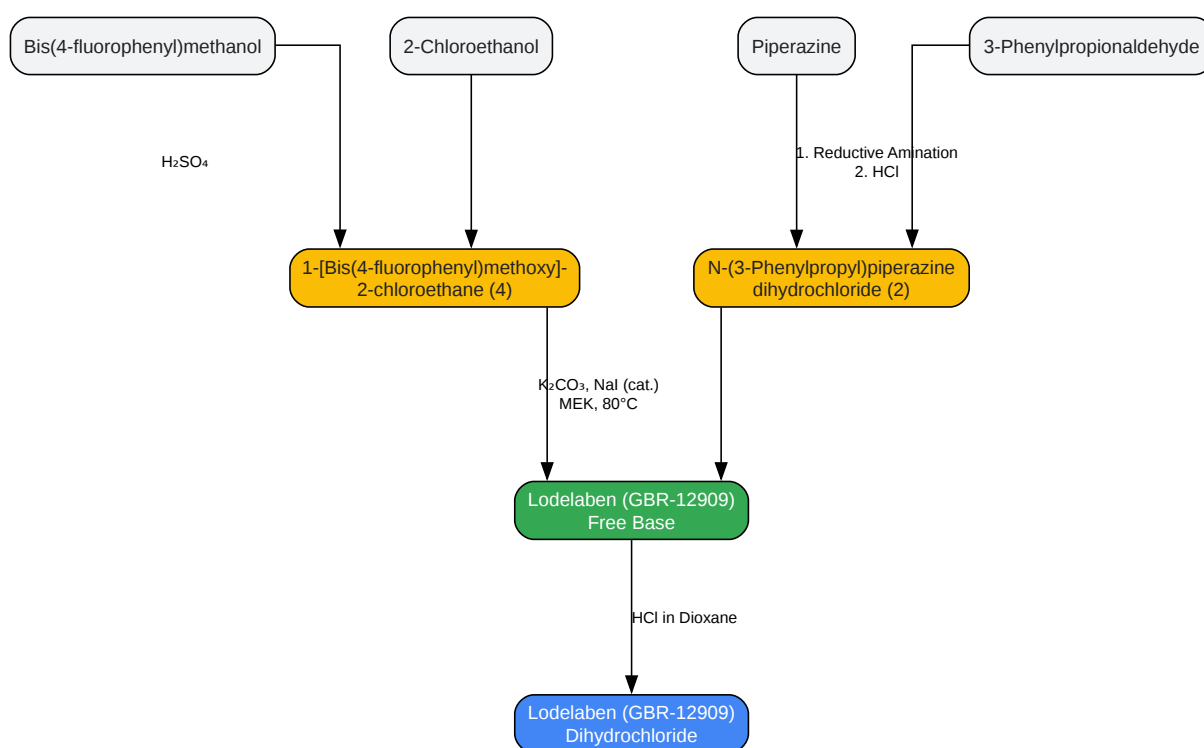 Bis(4-fluorophenyl)methanol
2-Chloroethanol
Piperazine
3-Phenylpropionaldehyde
H₂SO₄
1. Reductive Amination
2. HCl
1-[Bis(4-fluorophenyl)methoxy]-
2-chloroethane (4)
N-(3-Phenylpropyl)piperazine
dihydrochloride (2)
K₂CO₃, NaI (cat.)
MEK, 80°C
Lodelaben (GBR-12909)
Free Base
HCl in Dioxane
Lodelaben (GBR-12909)
Dihydrochloride